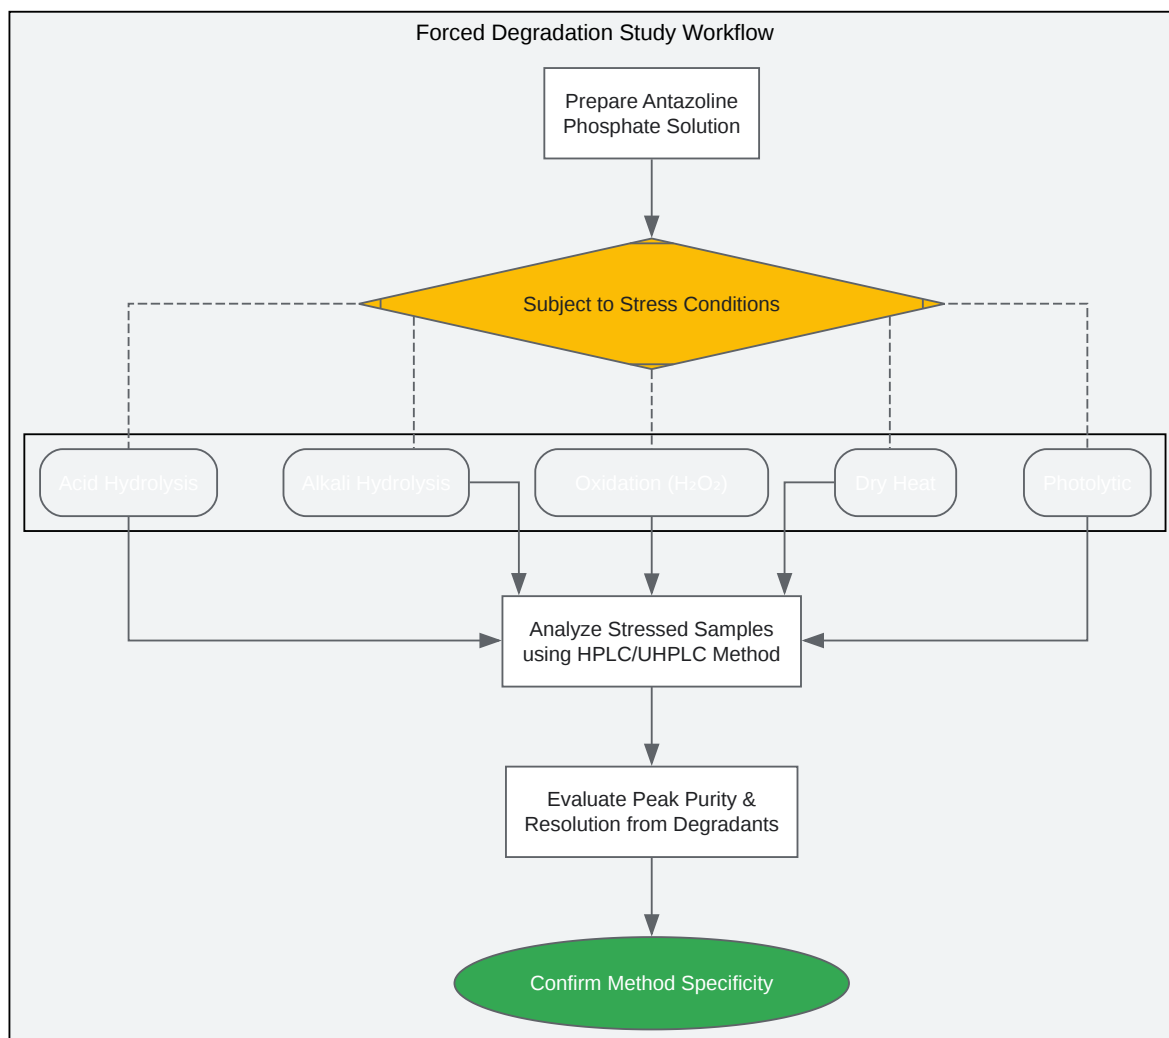 Forced Degradation Study Workflow
Prepare Antazoline
Phosphate Solution
Subject to Stress Conditions
Acid Hydrolysis
Alkali Hydrolysis
Oxidation (H₂O₂)
Dry Heat
Photolytic
Analyze Stressed Samples
using HPLC/UHPLC Method
Evaluate Peak Purity &
Resolution from Degradants
Confirm Method Specificity